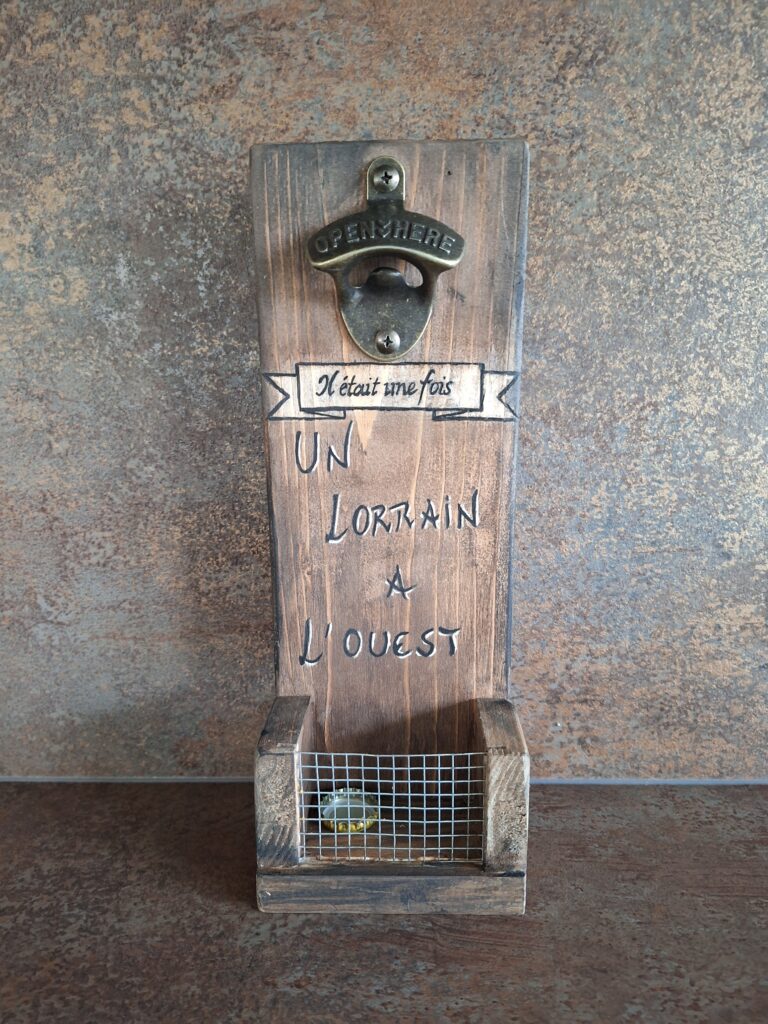 OPEN HERE
Il était une fois
UN
LORRAIN
A
L'OUEST